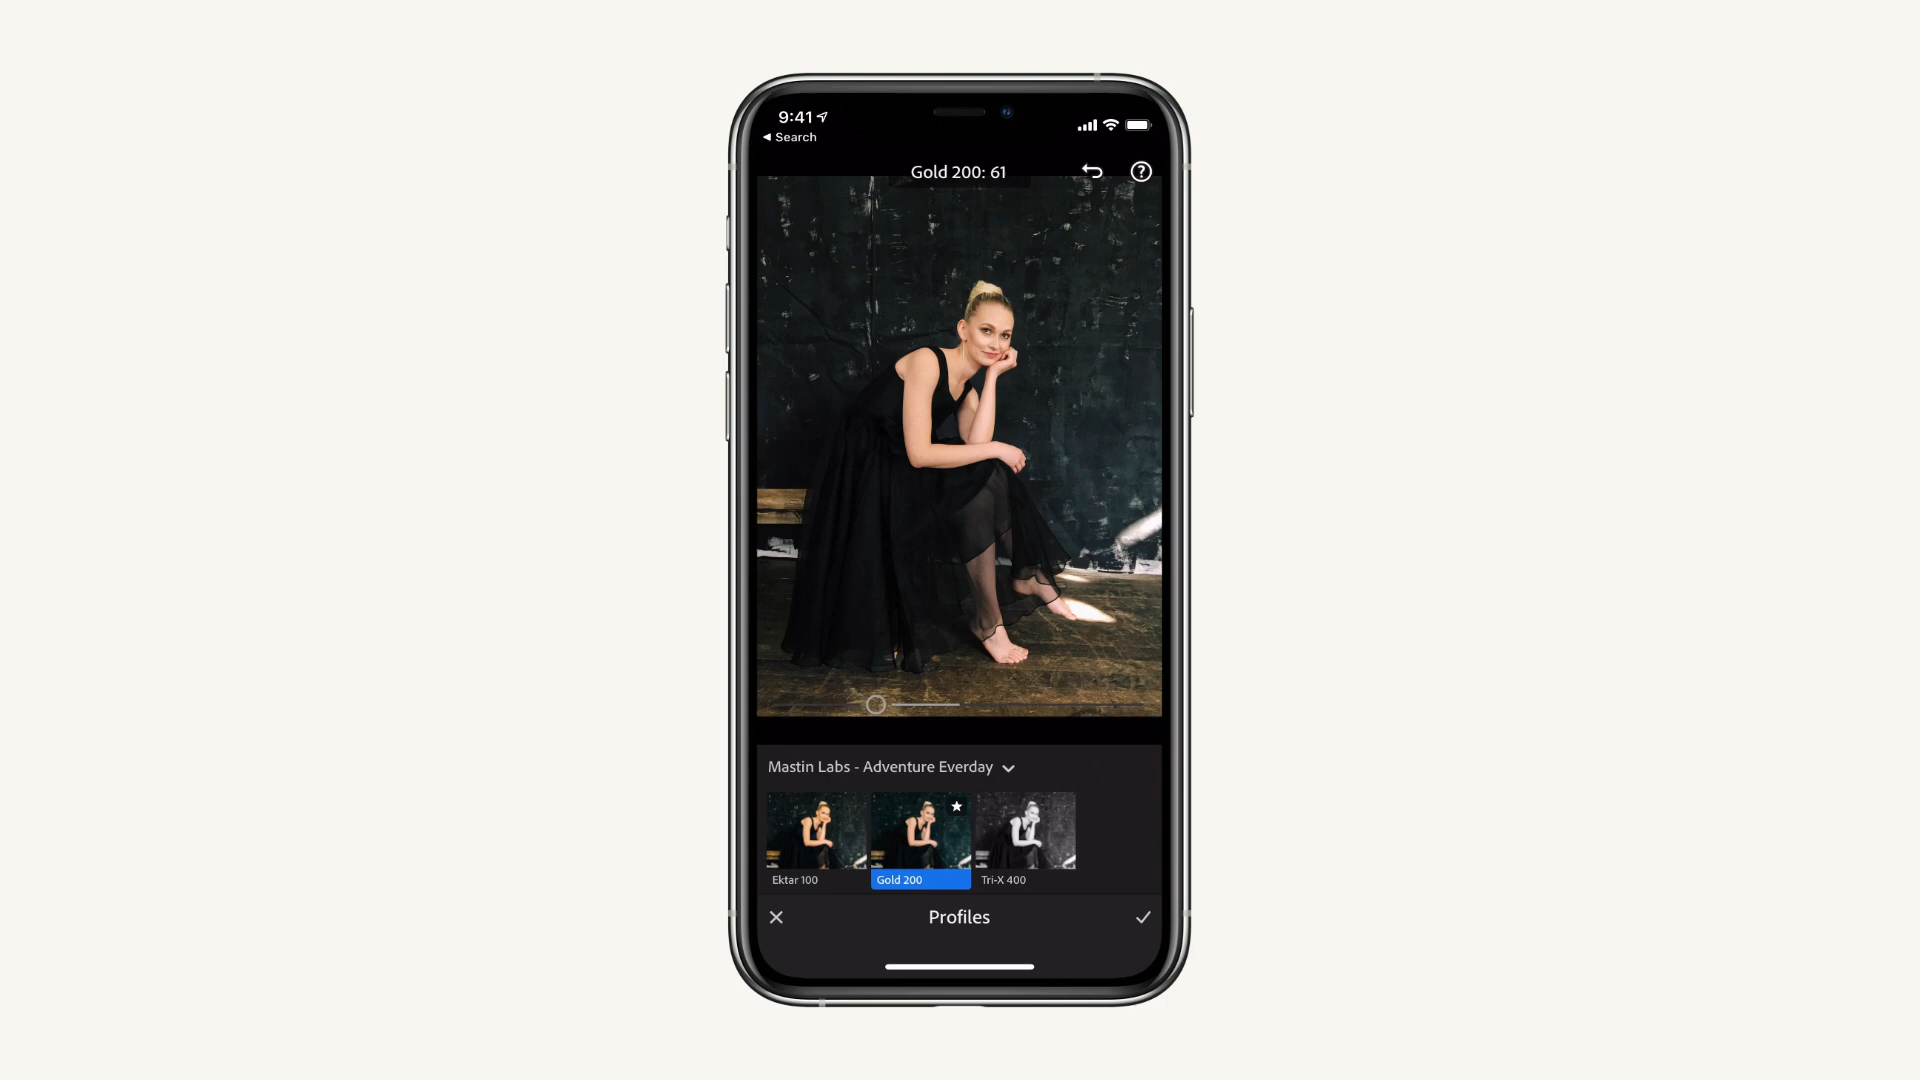 9:41
Search
Gold 200: 61
Mastin Labs - Adventure Everday
Ektar 100
Gold 200
Tri-X 400
Profiles